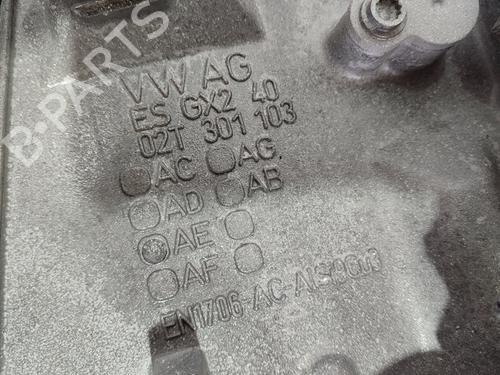 B-PARTS
VW AG
ES GX2 40
02T 301 103
AC AG
AD AB
AE
AF
EN1706-AC-AlSi9Cu3